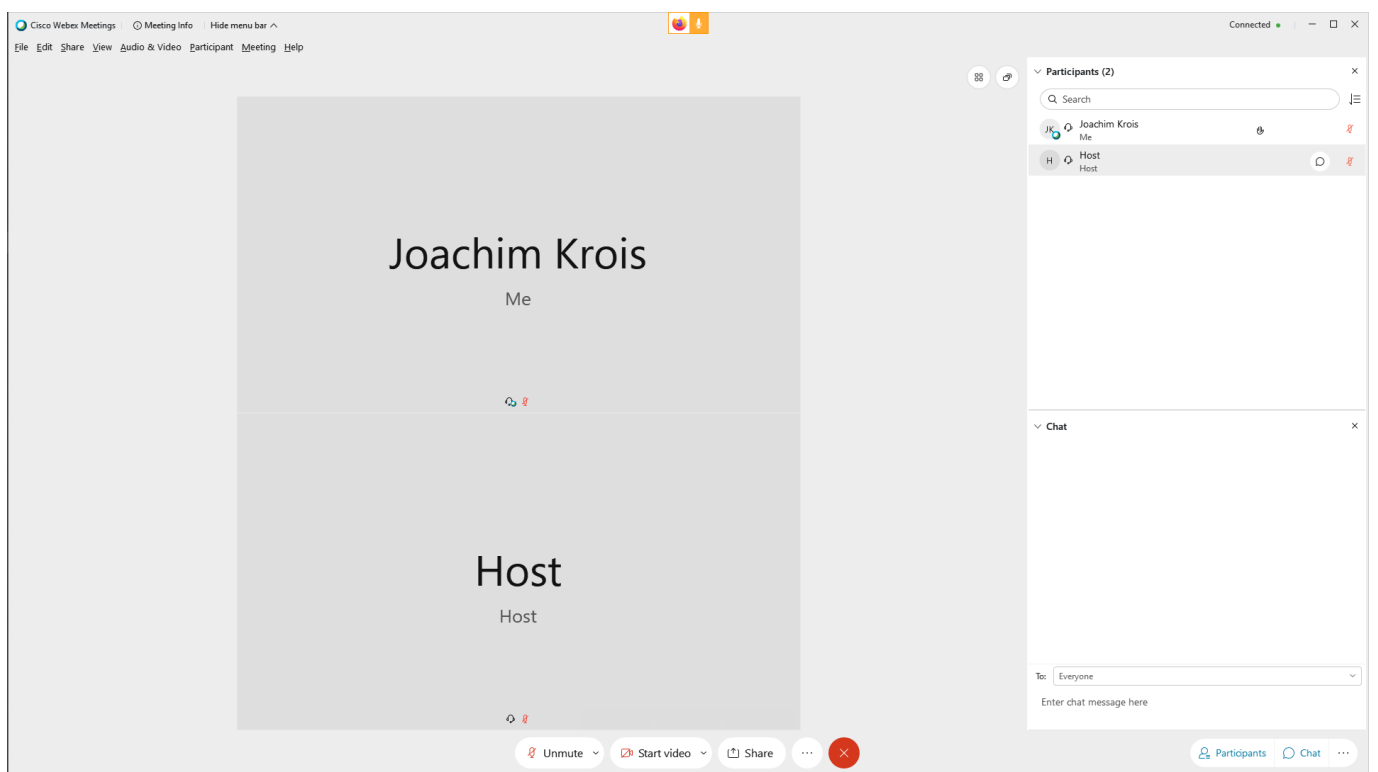 Cisco Webex Meetings Meeting Info Hide menu bar Connected
File Edit Share View Audio & Video Participant Meeting Help
Participants (2)
Search
JK Joachim Krois
Me
H Host
Host
Joachim Krois
Me
Host
Host
Chat
To: Everyone
Enter chat message here
Unmute Start video Share Participants Chat